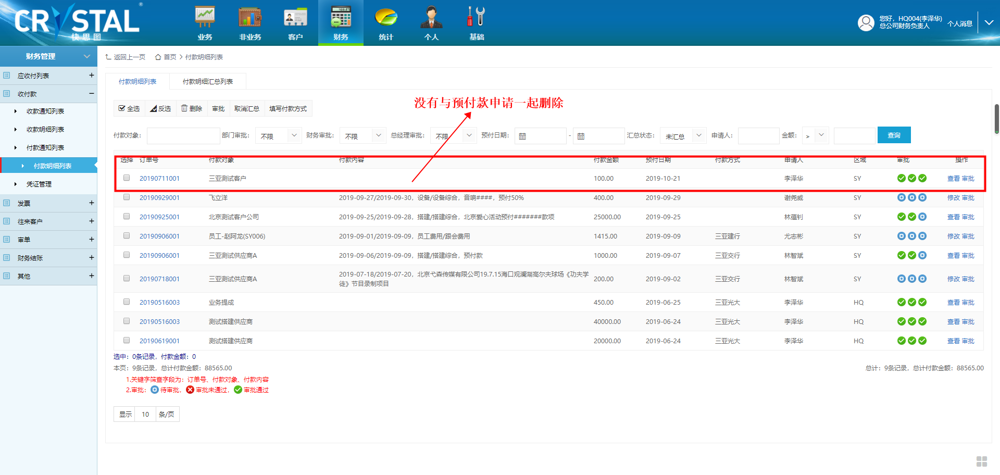 CRYSTAL®
快思图
业务 非业务 客户 财务 统计 个人 基础
您好，HQ004(李泽华)
总公司财务负责人
个人消息
财务管理
应收付列表 +
收付款 −
收款通知列表
收款明细列表
付款通知列表
付款明细列表
凭证管理
发票 +
往来客户 +
审单 +
财务结账 +
其他 +
返回上一页 首页 > 付款明细列表
付款明细列表 付款明细汇总列表
没有与预付款申请一起删除
全选 反选 删除 审批 取消汇总 填写付款方式
付款对象： 部门审批： 不限 财务审批： 不限 总经理审批： 不限 预付日期： - 汇总状态： 未汇总 申请人： 金额： > 查询
选择 订单号 付款对象 付款内容 付款金额 预付日期 付款方式 申请人 区域 审批 操作
20190711001 三亚测试客户 100.00 2019-10-21 李泽华 SY 查看 审批
20190929001 飞立洋 2019-09-27/2019-09-30，设备/设备综合，音响####，预付50% 400.00 2019-09-29 谢尧威 SY 修改 审批
20190925001 北京测试客户公司 2019-09-25/2019-09-28，搭建/搭建综合，北京爱心活动预付#######款项 25000.00 2019-09-25 林蕴钊 SY 查看 审批
20190906001 员工-赵阿龙(SY006) 2019-09-01/2019-09-09，员工费用/跟会费用 1415.00 2019-09-09 三亚建行 尤志彬 SY 修改 审批
20190906001 三亚测试供应商A 2019-09-06/2019-09-09，搭建/搭建综合，预付款 1000.00 2019-09-07 三亚交行 林智斌 SY 查看 审批
20190718001 三亚测试供应商A 2019-07-18/2019-07-20，北京弋森传媒有限公司19.7.15海口观澜湖高尔夫球场《功夫学
徒》节目录制项目 200.00 2019-09-02 三亚交行 林智斌 SY 修改 审批
20190516003 业务提成 450.00 2019-06-25 三亚光大 李泽华 HQ 查看 审批
20190516003 测试搭建供应商 40000.00 2019-06-24 三亚光大 李泽华 HQ 查看 审批
20190619001 测试搭建供应商 20000.00 2019-06-24 三亚光大 李泽华 HQ 查看 审批
选中：0条记录，付款金额：0
本页：9条记录，总计付款金额：88565.00 总计：9条记录，总计付款金额：88565.00
1.关键字筛查字段为：订单号、付款对象、付款内容
2.审批： 待审批， 审批未通过， 审批通过
显示 10 条/页